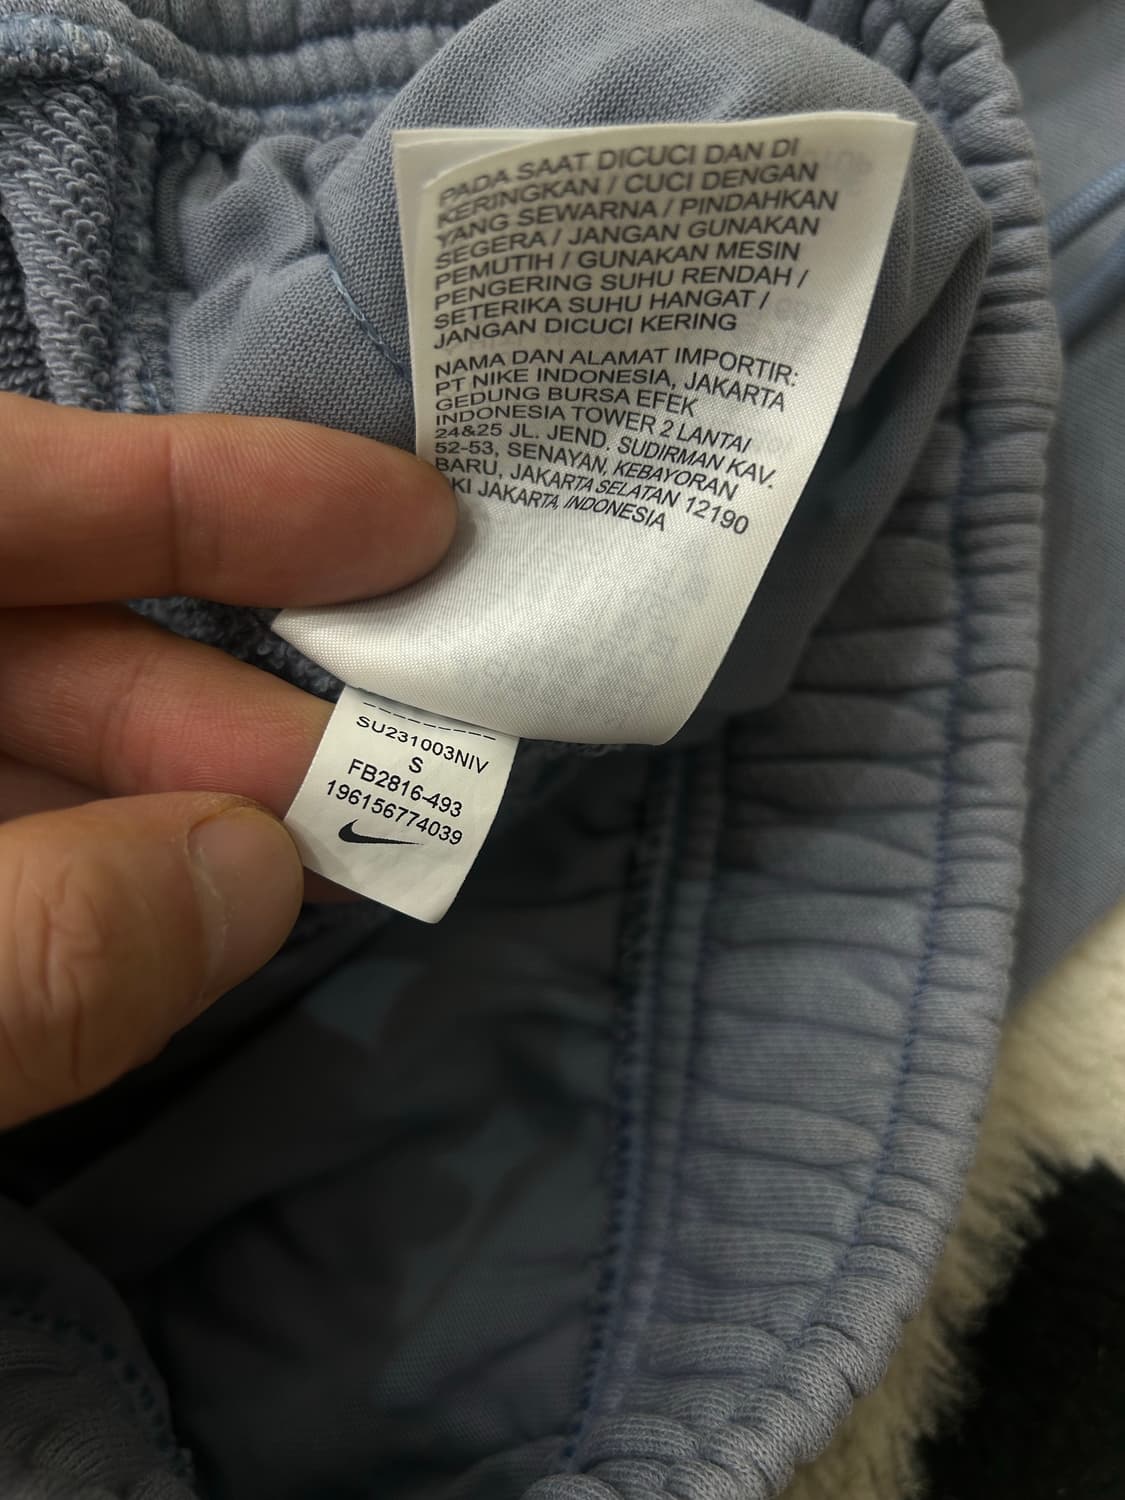 PADA SAAT DICUCI DAN DI
KERINGKAN / CUCI DENGAN
YANG SEWARNA / PINDAHKAN
SEGERA / JANGAN GUNAKAN
PEMUTIH / GUNAKAN MESIN
PENGERING SUHU RENDAH /
SETERIKA SUHU HANGAT /
JANGAN DICUCI KERING
NAMA DAN ALAMAT IMPORTIR:
PT NIKE INDONESIA, JAKARTA
GEDUNG BURSA EFEK
INDONESIA TOWER 2 LANTAI
24&25 JL. JEND. SUDIRMAN KAV.
52-53, SENAYAN, KEBAYORAN
BARU, JAKARTA SELATAN 12190
JAKARTA, INDONESIA
SU231003NIV
S
FB2816-493
196156774039